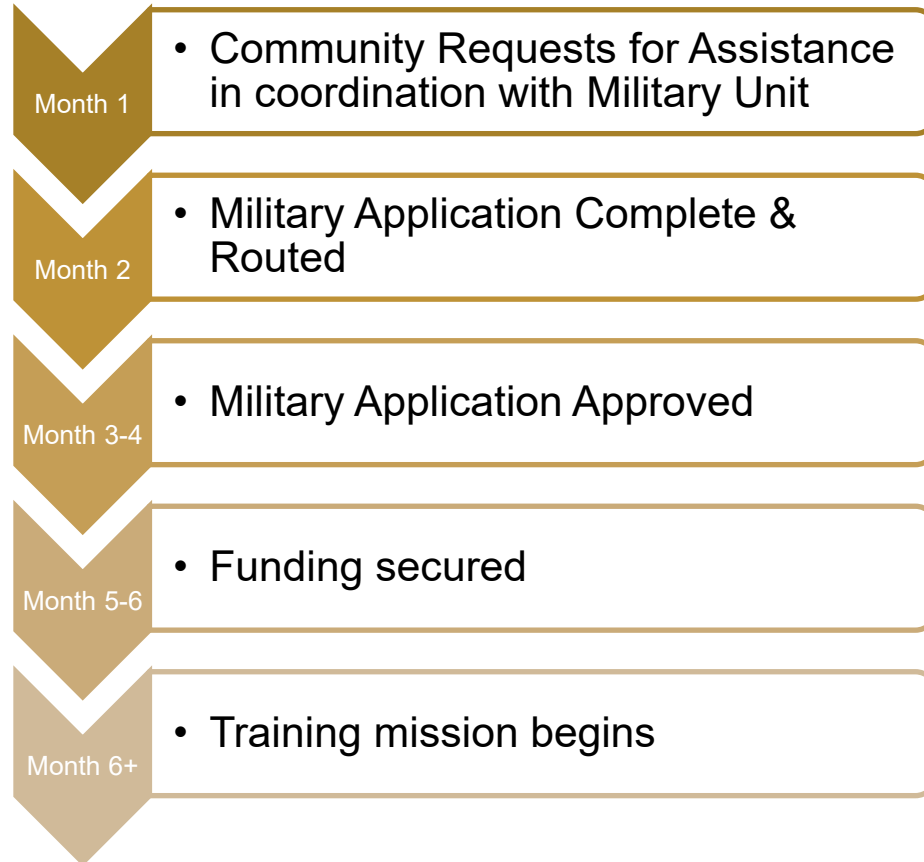 Month 1
• Community Requests for Assistance
in coordination with Military Unit
Month 2
• Military Application Complete &
Routed
Month 3-4
• Military Application Approved
Month 5-6
• Funding secured
Month 6+
• Training mission begins